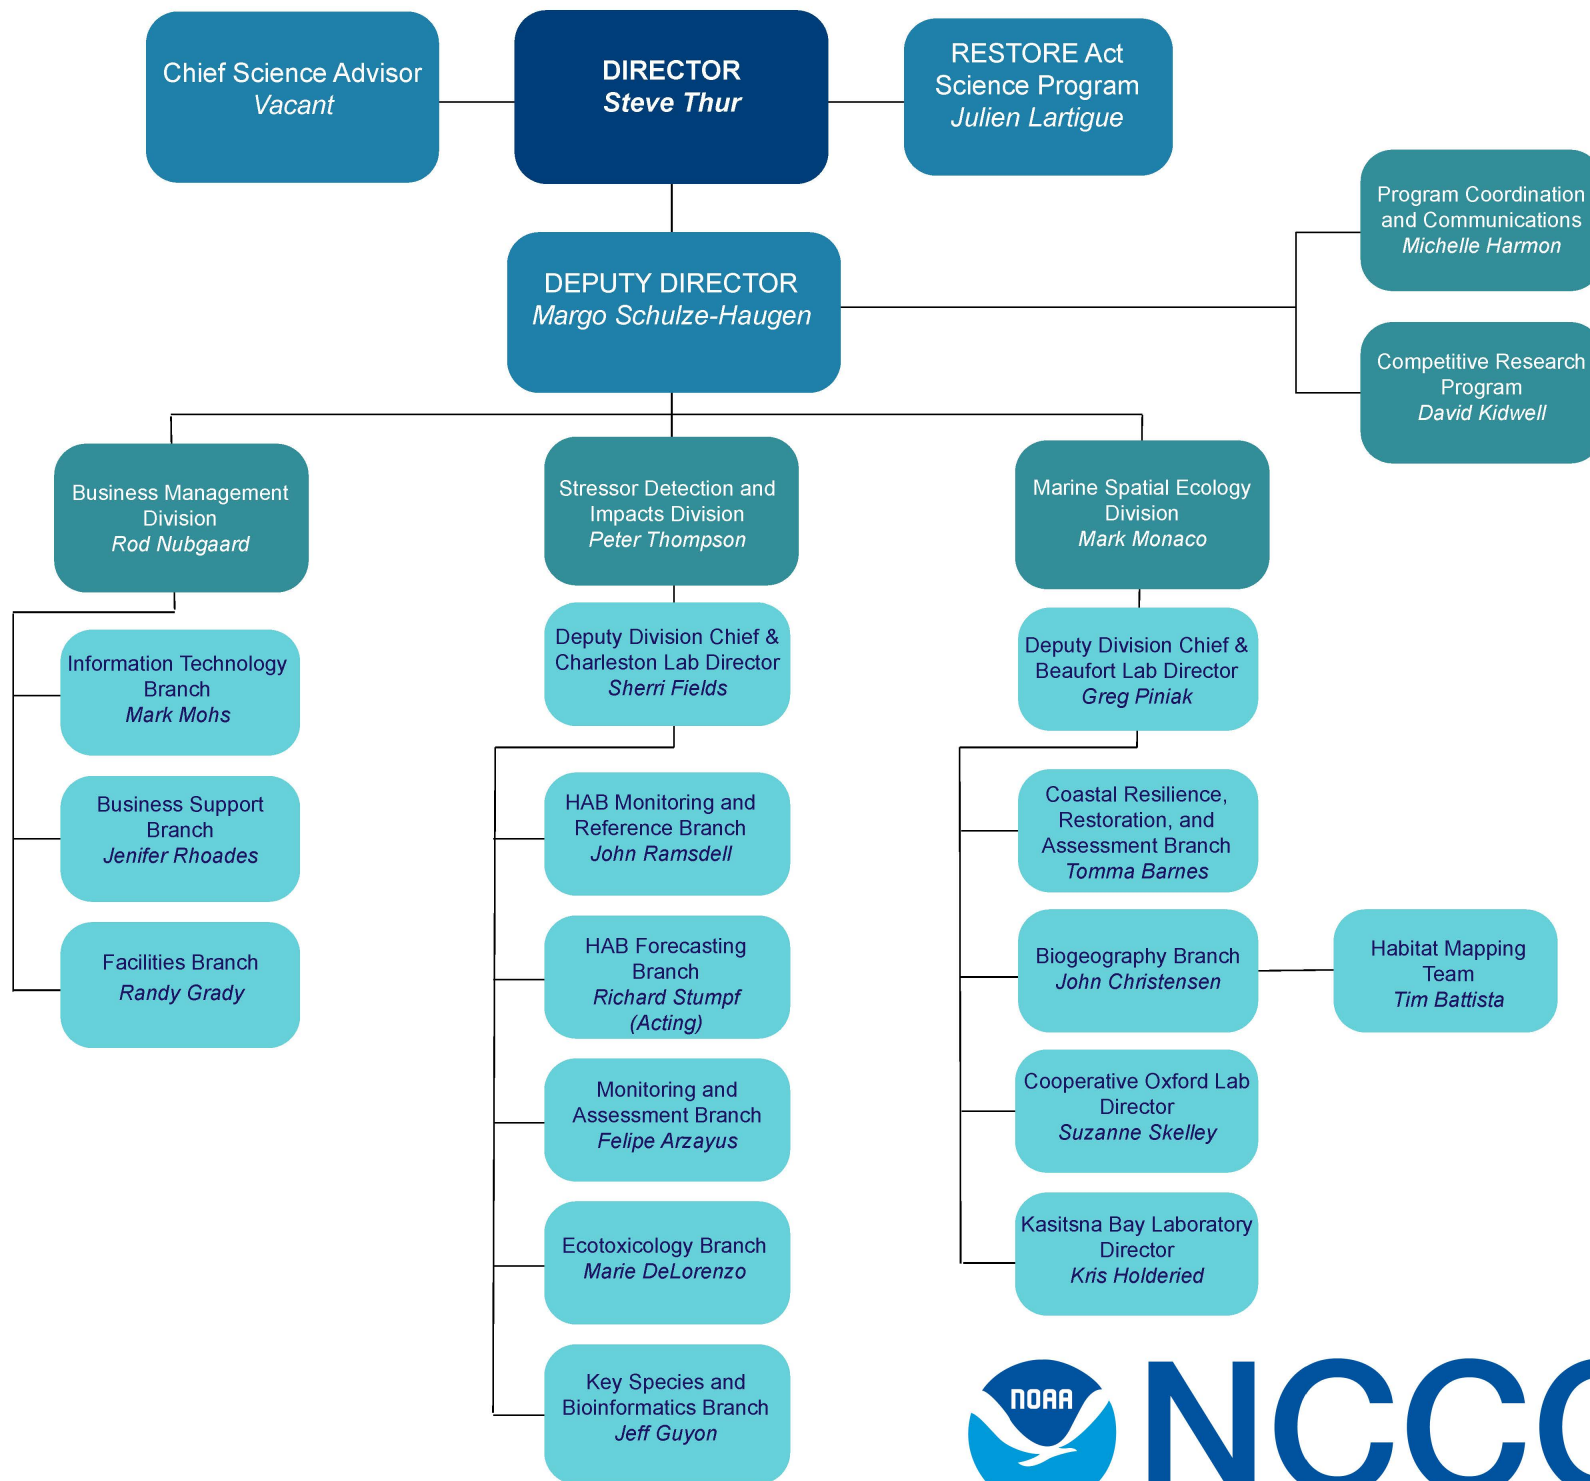 Chief Science Advisor
Vacant
DIRECTOR
Steve Thur
RESTORE Act
Science Program
Julien Lartigue
Program Coordination
and Communications
Michelle Harmon
DEPUTY DIRECTOR
Margo Schulze-Haugen
Competitive Research
Program
David Kidwell
Business Management
Division
Rod Nubgaard
Stressor Detection and
Impacts Division
Peter Thompson
Marine Spatial Ecology
Division
Mark Monaco
Information Technology
Branch
Mark Mohs
Business Support
Branch
Jenifer Rhoades
Facilities Branch
Randy Grady
Deputy Division Chief &
Charleston Lab Director
Sherri Fields
HAB Monitoring and
Reference Branch
John Ramsdell
HAB Forecasting
Branch
Richard Stumpf
(Acting)
Monitoring and
Assessment Branch
Felipe Arzayus
Ecotoxicology Branch
Marie DeLorenzo
Key Species and
Bioinformatics Branch
Jeff Guyon
Deputy Division Chief &
Beaufort Lab Director
Greg Piniak
Coastal Resilience,
Restoration, and
Assessment Branch
Tomma Barnes
Biogeography Branch
John Christensen
Habitat Mapping
Team
Tim Battista
Cooperative Oxford Lab
Director
Suzanne Skelley
Kasitsna Bay Laboratory
Director
Kris Holderied
NOAA
NCCO